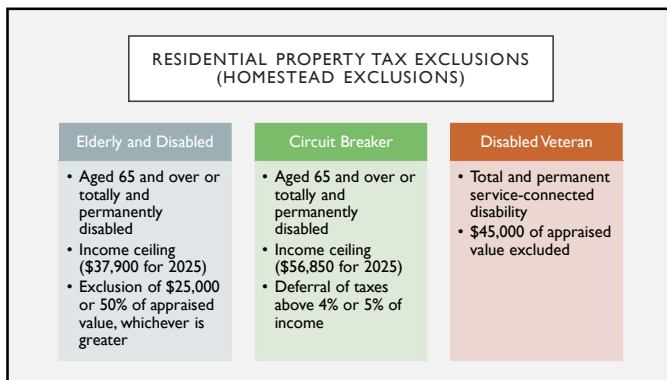 RESIDENTIAL PROPERTY TAX EXCLUSIONS
(HOMESTEAD EXCLUSIONS)
Elderly and Disabled
• Aged 65 and over or
totally and
permanently
disabled
• Income ceiling
($37,900 for 2025)
• Exclusion of $25,000
or 50% of appraised
value, whichever is
greater
Circuit Breaker
• Aged 65 and over or
totally and
permanently
disabled
• Income ceiling
($56,850 for 2025)
• Deferral of taxes
above 4% or 5% of
income
Disabled Veteran
• Total and permanent
service-connected
disability
• $45,000 of appraised
value excluded